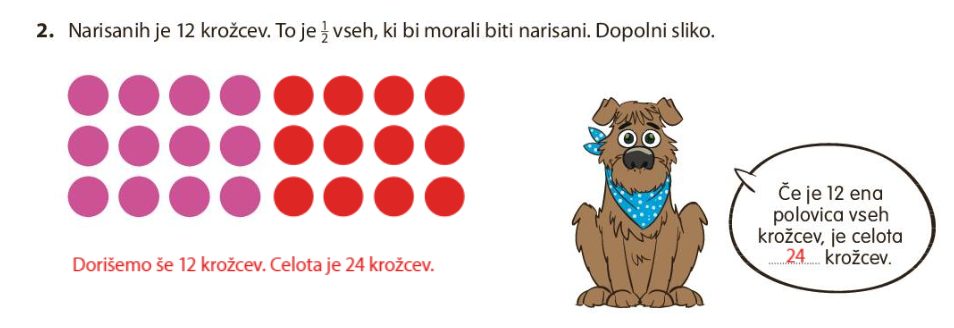 2. Narisanih je 12 krožcev. To je 1/2 vseh, ki bi morali biti narisani. Dopolni sliko.
Če je 12 ena
polovica vseh
krožcev, je celota
24 krožcev.
Dorišemo še 12 krožcev. Celota je 24 krožcev.